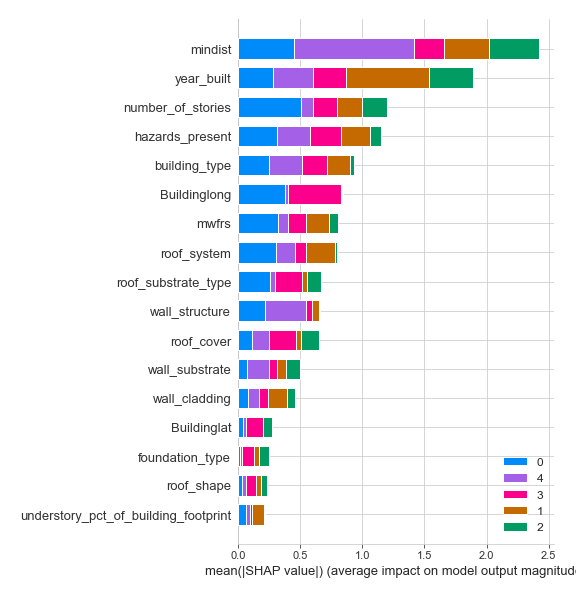 mindist
year_built
number_of_stories
hazards_present
building_type
Buildinglong
mwfrs
roof_system
roof_substrate_type
wall_structure
roof_cover
wall_substrate
wall_cladding
Buildinglat
foundation_type
roof_shape
understory_pct_of_building_footprint
0
4
3
1
2
0.0 0.5 1.0 1.5 2.0 2.5
mean(|SHAP value|) (average impact on model output magnitude